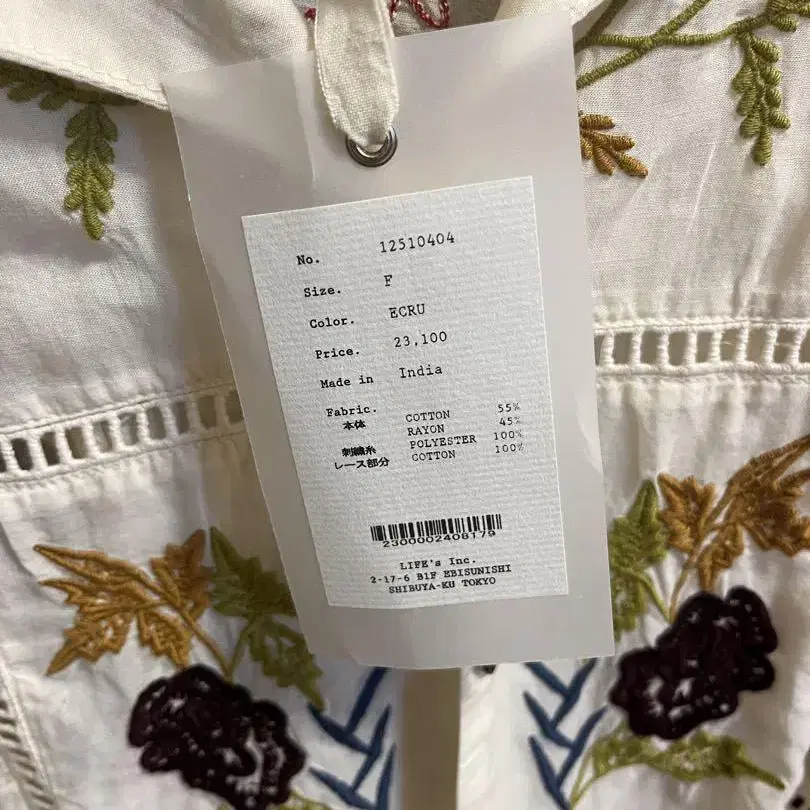 No. 12510404
Size. F
Color. ECRU
Price. 23,100
Made in India
Fabric.
本体 COTTON 55%
RAYON 45%
刺繍糸 POLYESTER 100%
レース部分 COTTON 100%
2300002408179
LIFE's Inc.
2-17-6 B1F EBISUNISHI
SHIBUYA-KU TOKYO